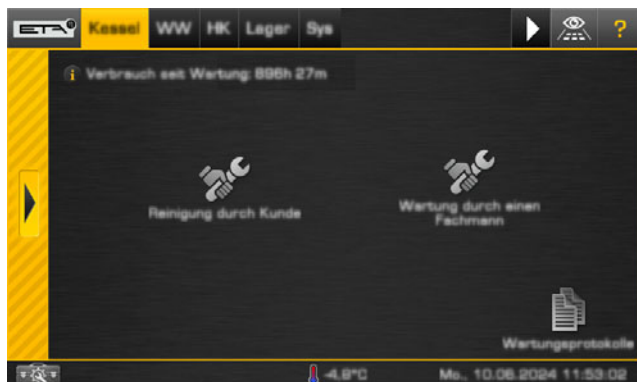 ETA
Kessel WW HK Lager Sys
?
Verbrauch seit Wartung: 896h 27m
Reinigung durch Kunde
Wartung durch einen
Fachmann
Wartungsprotokolle
-4.8°C
Mo., 10.06.2024 11:53:02